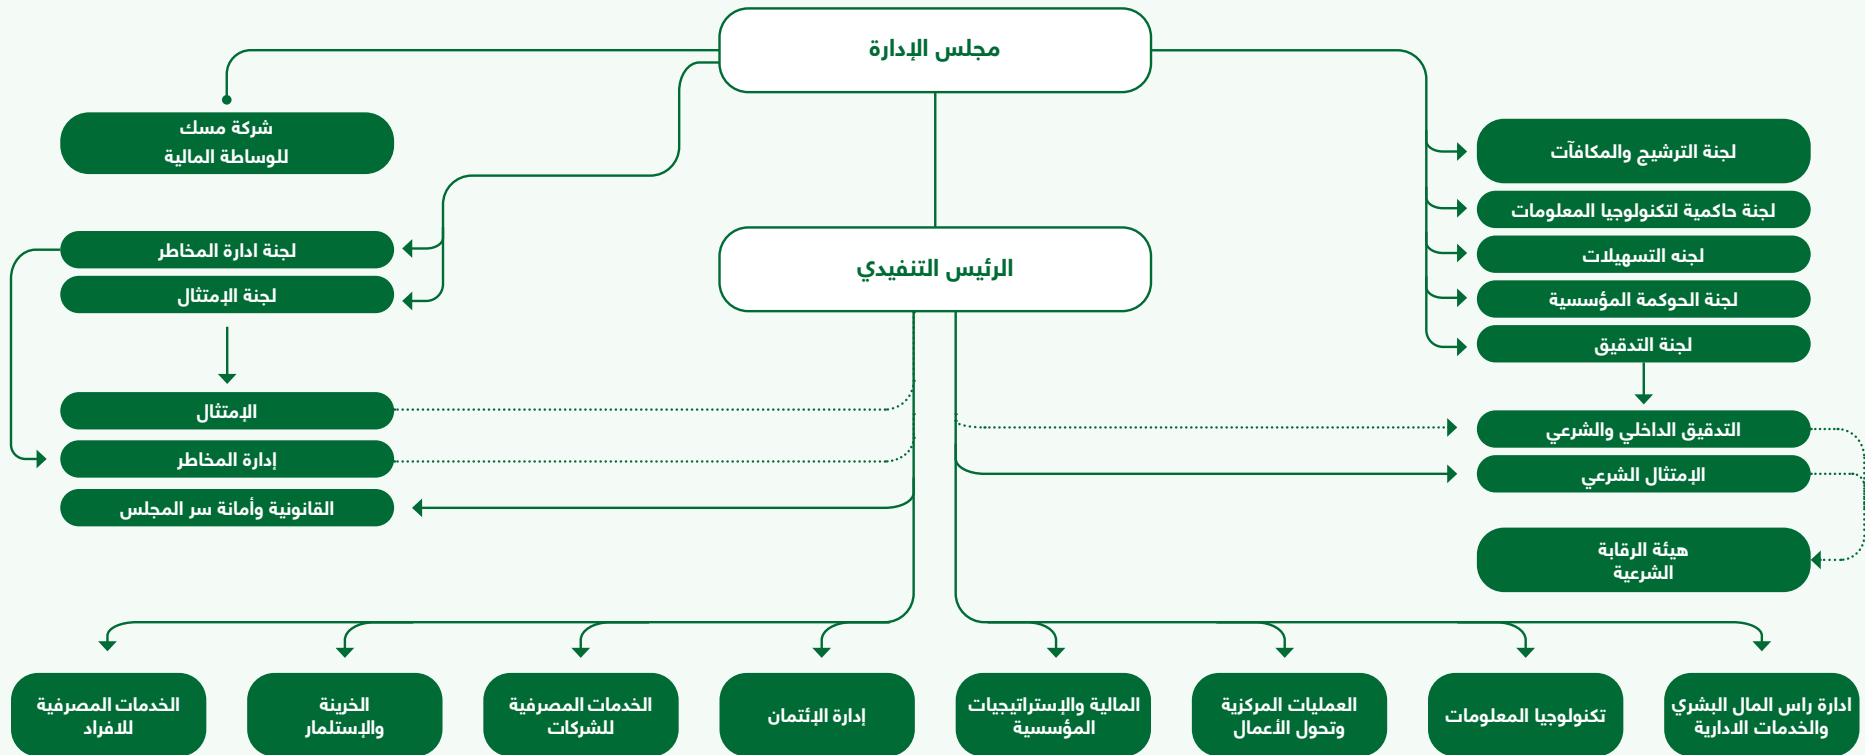 مجلس الإدارة
شركة مسك
للوساطة المالية
لجنة الترشيح والمكافآت
لجنة حاكمية لتكنولوجيا المعلومات
لجنه التسهيلات
لجنة الحوكمة المؤسسية
لجنة التدقيق
لجنة ادارة المخاطر
لجنة الإمتثال
الرئيس التنفيدي
الإمتثال
إدارة المخاطر
القانونية وأمانة سر المجلس
التدقيق الداخلي والشرعي
الإمتثال الشرعي
هيئة الرقابة
الشرعية
ادارة راس المال البشري
والخدمات الادارية
تكنولوجيا المعلومات
العمليات المركزية
وتحول الأعمال
المالية والإستراتيجيات
المؤسسية
إدارة الإئتمان
الخدمات المصرفية
للشركات
الخرينة
والإستلمار
الخدمات المصرفية
للافراد